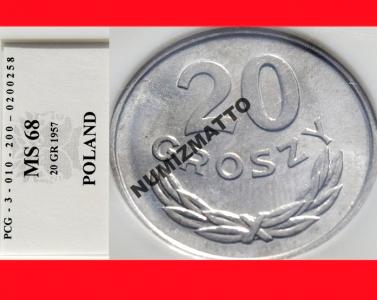 PCG - 3 - 010 - 200 - 0200258
MS 68
20 GR 1957
POLAND
20
GROSZY
NUMIZMATTO